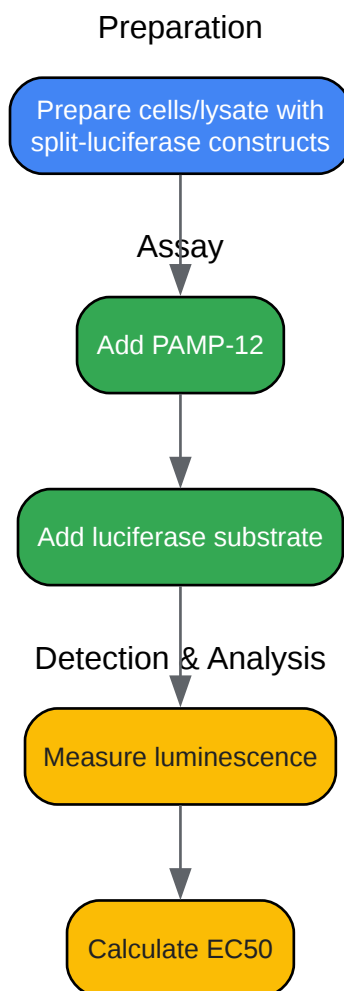 Preparation
Prepare cells/lysate with
split-luciferase constructs
Assay
Add PAMP-12
Add luciferase substrate
Detection & Analysis
Measure luminescence
Calculate EC50